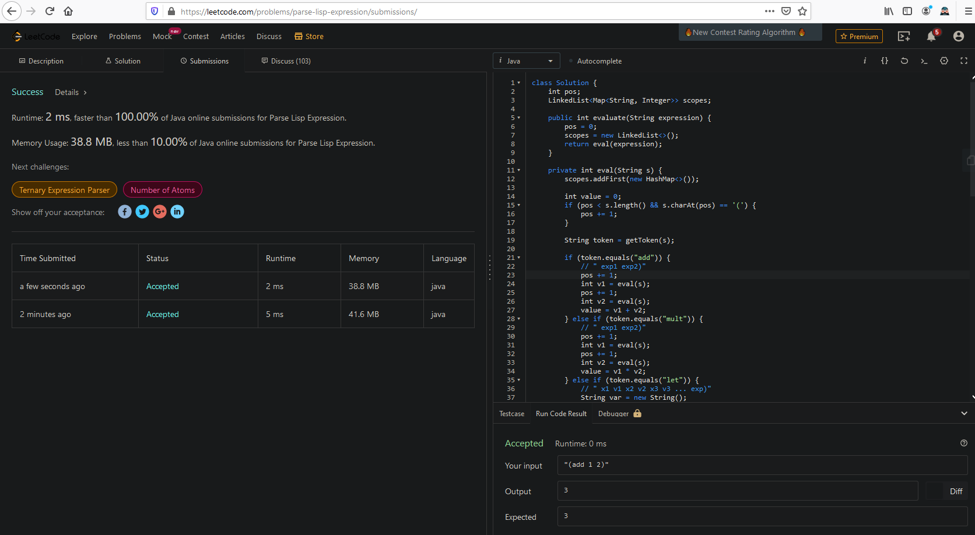 https://leetcode.com/problems/parse-lisp-expression/submissions/
LeetCode Explore Problems Mock new Contest Articles Discuss Store
New Contest Rating Algorithm
Premium
5
Description Solution Submissions Discuss (103)
Success Details >
Runtime: 2 ms, faster than 100.00% of Java online submissions for Parse Lisp Expression.
Memory Usage: 38.8 MB, less than 10.00% of Java online submissions for Parse Lisp Expression.
Next challenges:
Ternary Expression Parser Number of Atoms
Show off your acceptance:
Time Submitted Status Runtime Memory Language
a few seconds ago Accepted 2 ms 38.8 MB java
2 minutes ago Accepted 5 ms 41.6 MB java
i Java Autocomplete
i {}
1 class Solution {
2 int pos;
3 LinkedList<Map<String, Integer>> scopes;
4
5 public int evaluate(String expression) {
6 pos = 0;
7 scopes = new LinkedList<>();
8 return eval(expression);
9 }
10
11 private int eval(String s) {
12 scopes.addFirst(new HashMap<>());
13
14 int value = 0;
15 if (pos < s.length() && s.charAt(pos) == '(') {
16 pos += 1;
17 }
18
19 String token = getToken(s);
20
21 if (token.equals("add")) {
22 // " exp1 exp2)"
23 pos += 1;
24 int v1 = eval(s);
25 pos += 1;
26 int v2 = eval(s);
27 value = v1 + v2;
28 } else if (token.equals("mult")) {
29 // " exp1 exp2)"
30 pos += 1;
31 int v1 = eval(s);
32 pos += 1;
33 int v2 = eval(s);
34 value = v1 * v2;
35 } else if (token.equals("let")) {
36 // " x1 v1 x2 v2 x3 v3 ... exp)"
37 String var = new String();
Testcase Run Code Result Debugger
Accepted Runtime: 0 ms
Your input "(add 1 2)"
Output 3 Diff
Expected 3